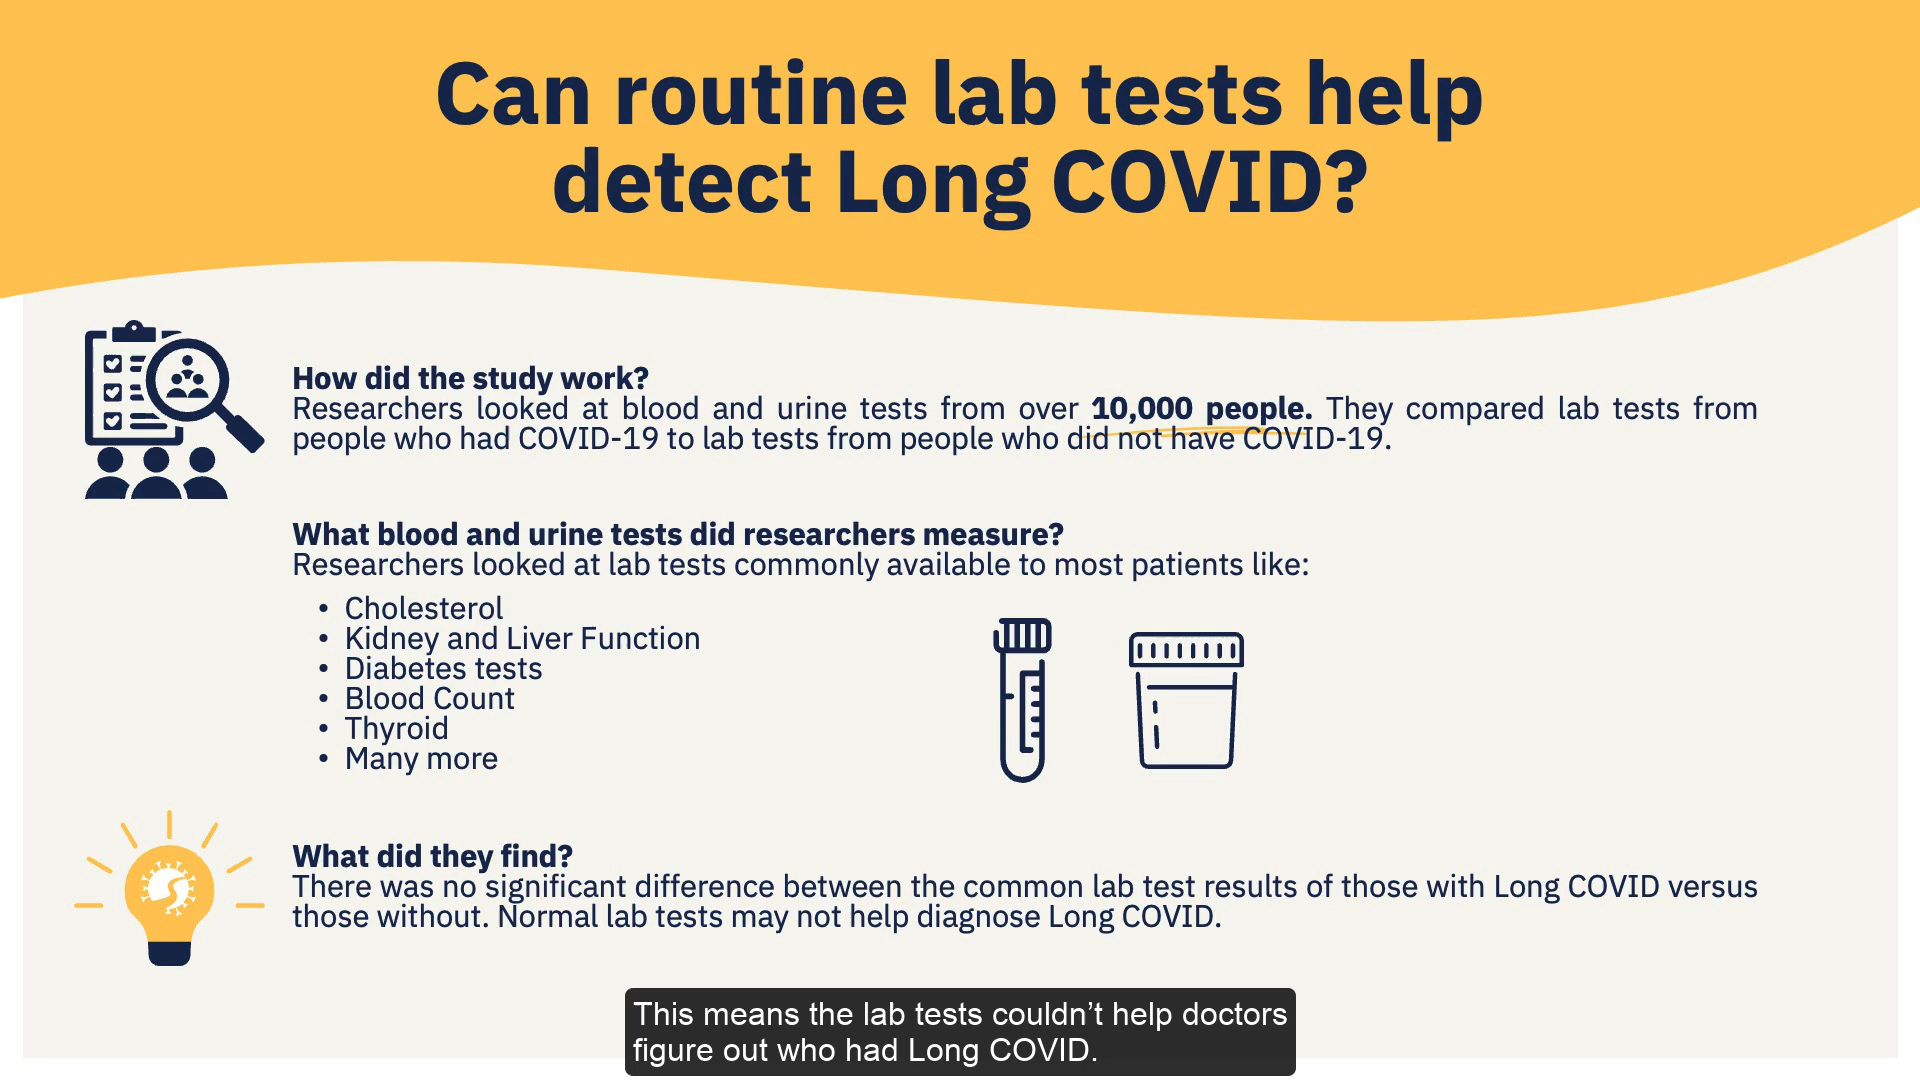 Can routine lab tests help
detect Long COVID?
How did the study work?
Researchers looked at blood and urine tests from over 10,000 people. They compared lab tests from
people who had COVID-19 to lab tests from people who did not have COVID-19.
What blood and urine tests did researchers measure?
Researchers looked at lab tests commonly available to most patients like:
• Cholesterol
• Kidney and Liver Function
• Diabetes tests
• Blood Count
• Thyroid
• Many more
What did they find?
There was no significant difference between the common lab test results of those with Long COVID versus
those without. Normal lab tests may not help diagnose Long COVID.
This means the lab tests couldn’t help doctors
figure out who had Long COVID.